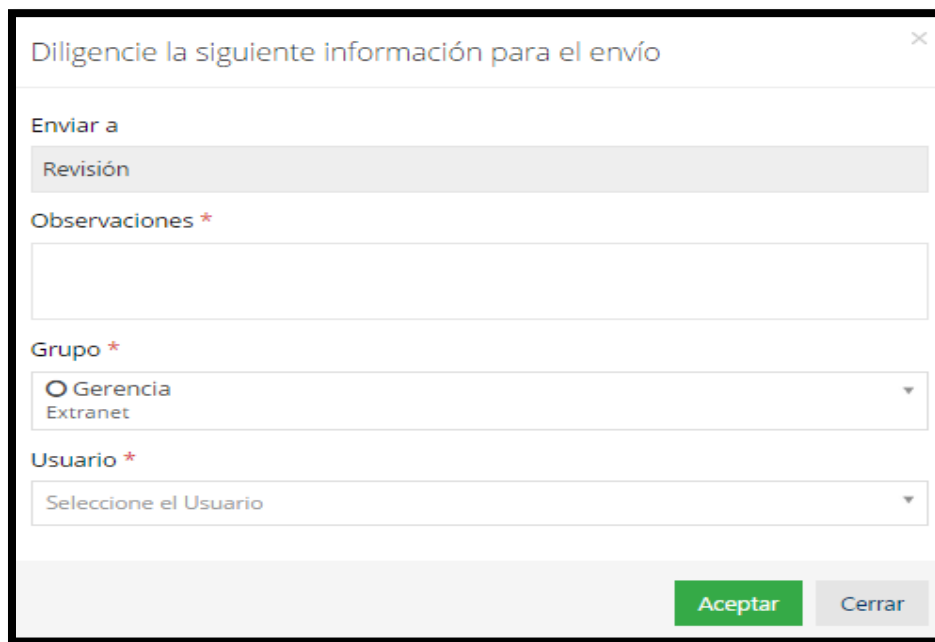 Diligencie la siguiente información para el envío
×
Enviar a
Revisión
Observaciones *
Grupo *
Gerencia
Extranet
Usuario *
Seleccione el Usuario
Aceptar
Cerrar